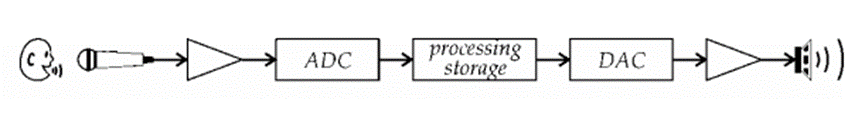 ADC
processing
storage
DAC